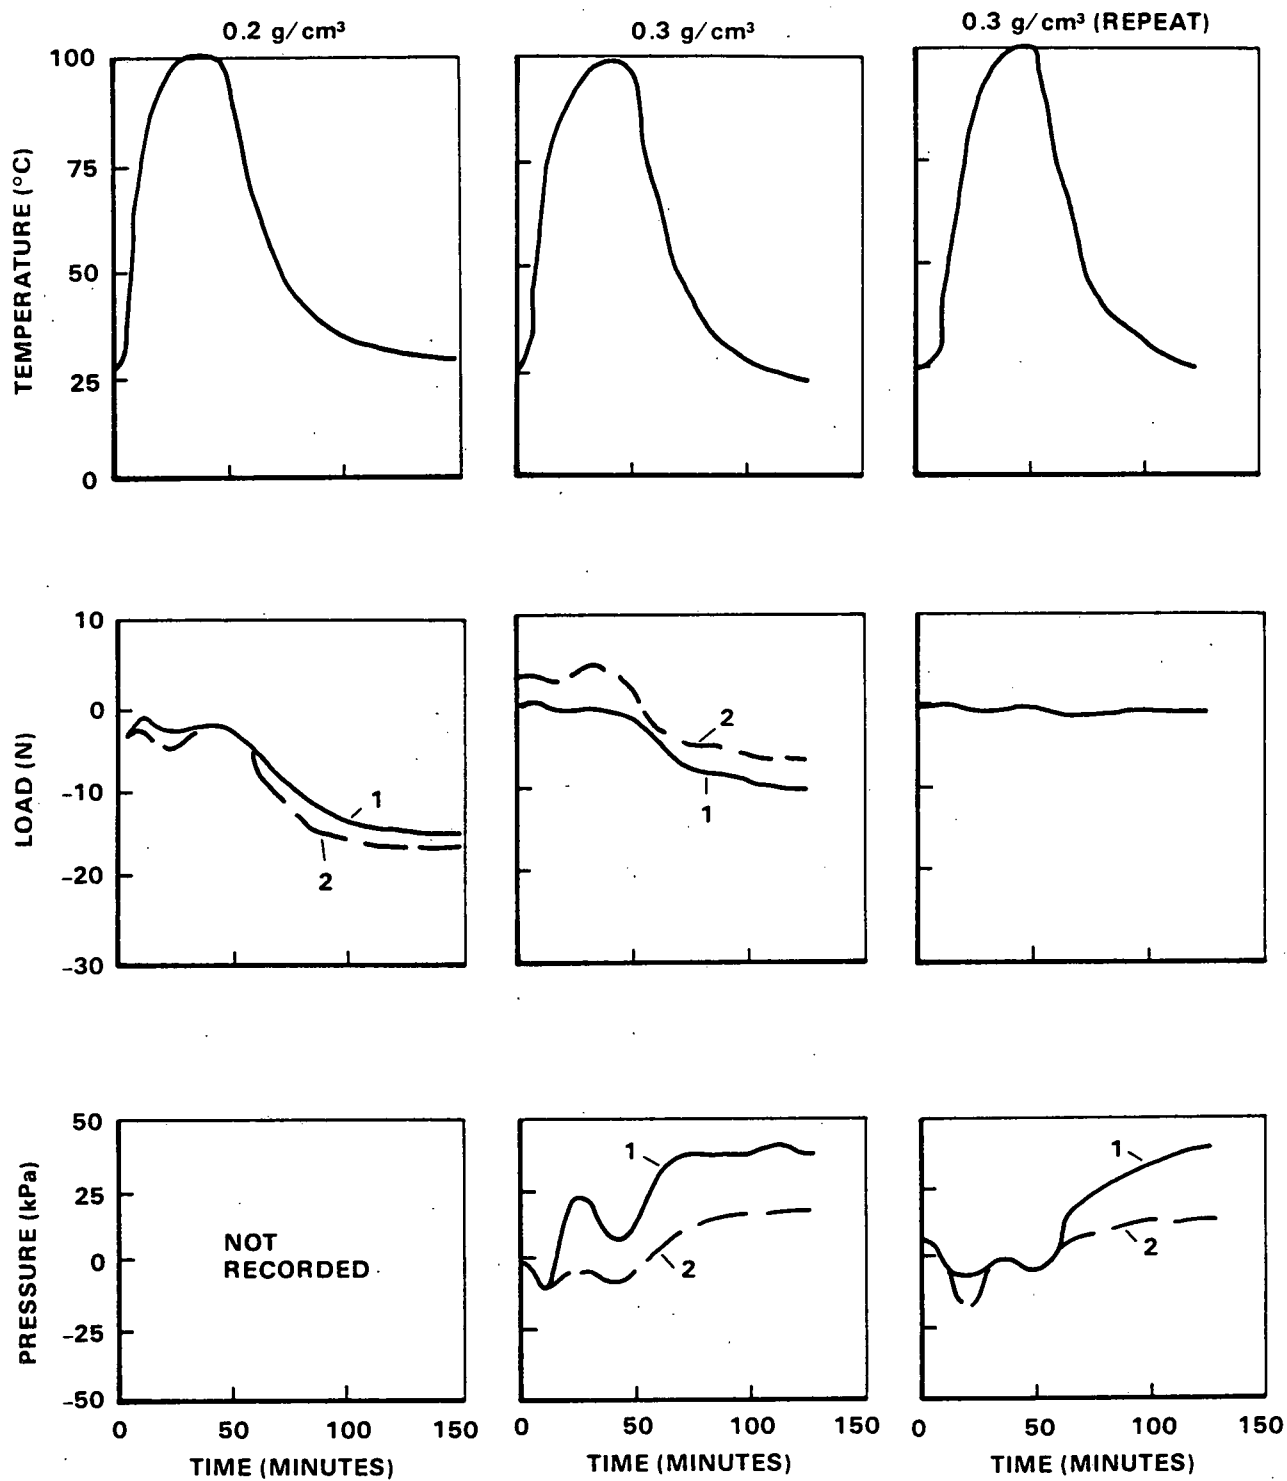 0.2 g/cm³
0.3 g/cm³
0.3 g/cm³ (REPEAT)
TEMPERATURE (°C)
100
75
50
25
0
LOAD (N)
10
0
-10
-20
-30
1
2
2
1
PRESSURE (kPa)
50
25
0
-25
-50
NOT
RECORDED
1
2
1
2
0 50 100 150
TIME (MINUTES)
0 50 100 150
TIME (MINUTES)
0 50 100 150
TIME (MINUTES)